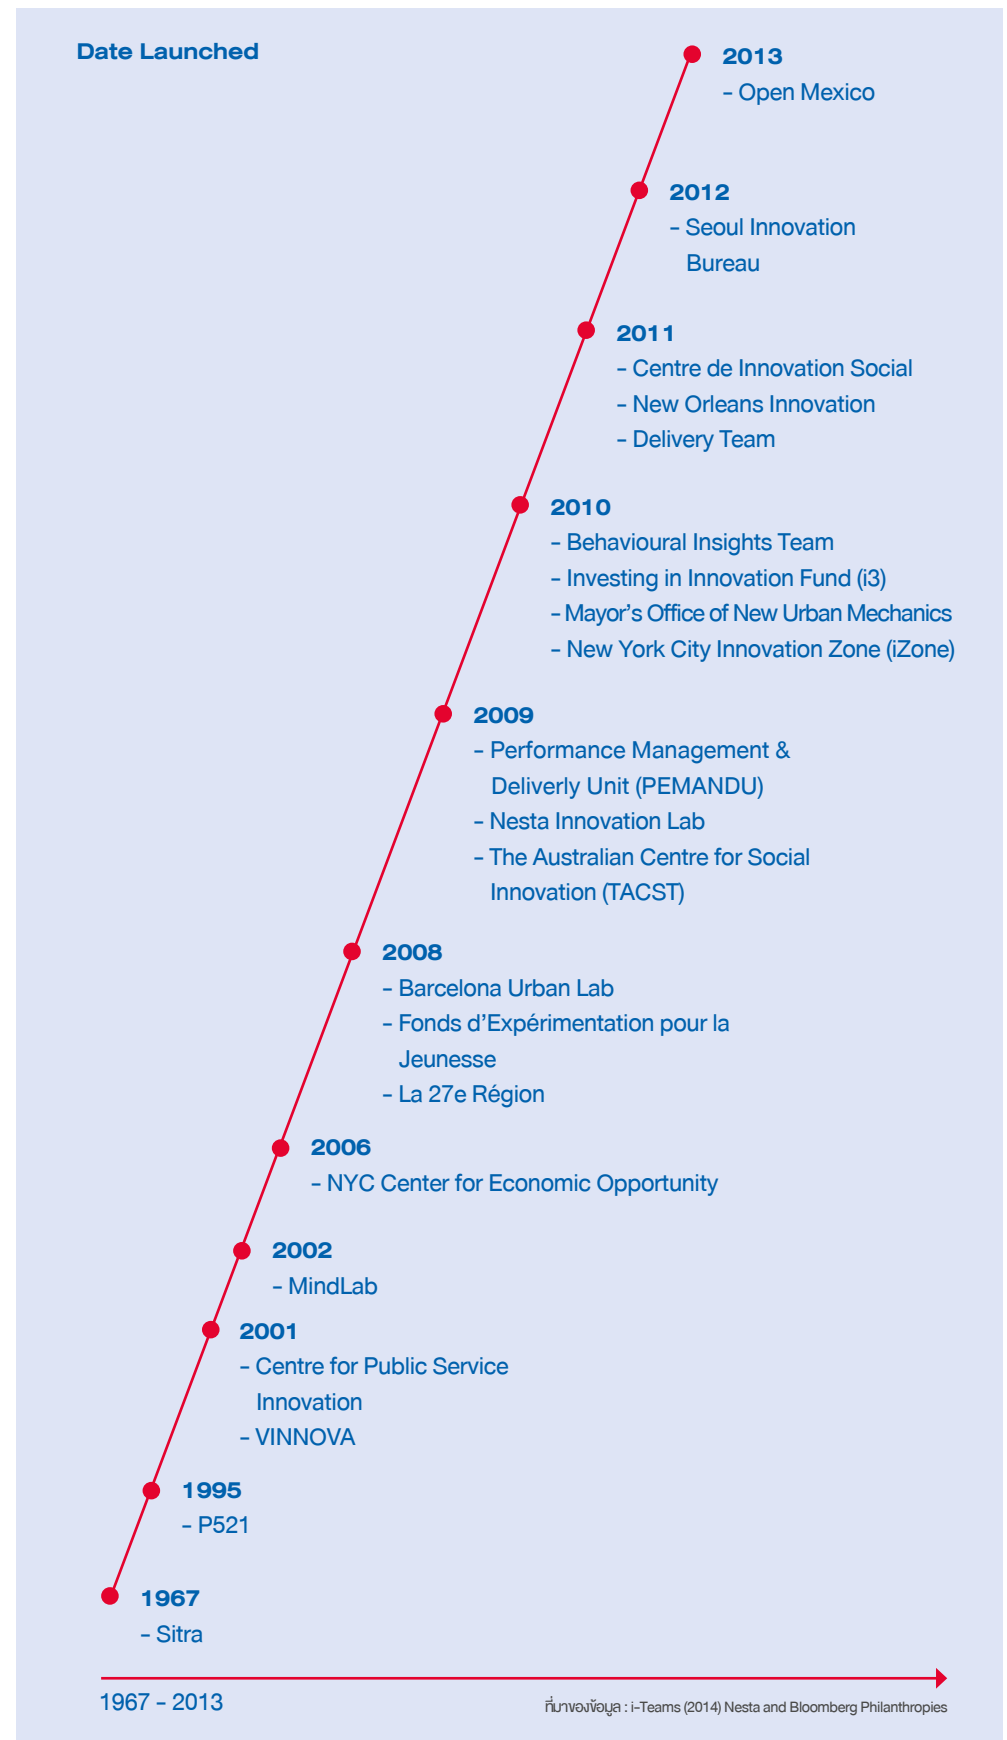 Date Launched
2013
- Open Mexico
2012
- Seoul Innovation
Bureau
2011
- Centre de Innovation Social
- New Orleans Innovation
- Delivery Team
2010
- Behavioural Insights Team
- Investing in Innovation Fund (i3)
- Mayor’s Office of New Urban Mechanics
- New York City Innovation Zone (iZone)
2009
- Performance Management &
Deliverly Unit (PEMANDU)
- Nesta Innovation Lab
- The Australian Centre for Social
Innovation (TACST)
2008
- Barcelona Urban Lab
- Fonds d’Expérimentation pour la
Jeunesse
- La 27e Région
2006
- NYC Center for Economic Opportunity
2002
- MindLab
2001
- Centre for Public Service
Innovation
- VINNOVA
1995
- P521
1967
- Sitra
1967 - 2013
ที่มาของข้อมูล : i-Teams (2014) Nesta and Bloomberg Philanthropies